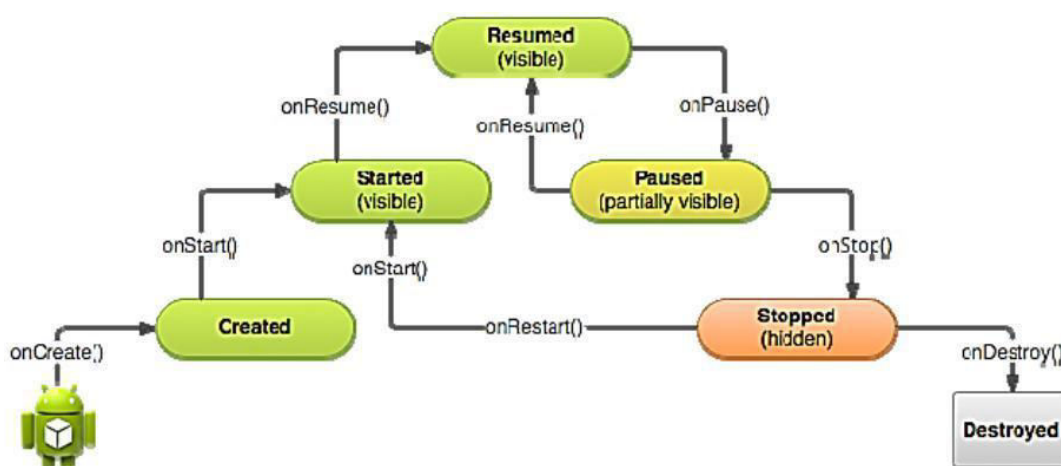 Resumed
(visible)
onResume()
onResume()
onPause()
Started
(visible)
Paused
(partially visible)
onStart()
onStart()
onStop()
Created
onRestart()
Stopped
(hidden)
onCreate()
onDestroy()
Destroyed